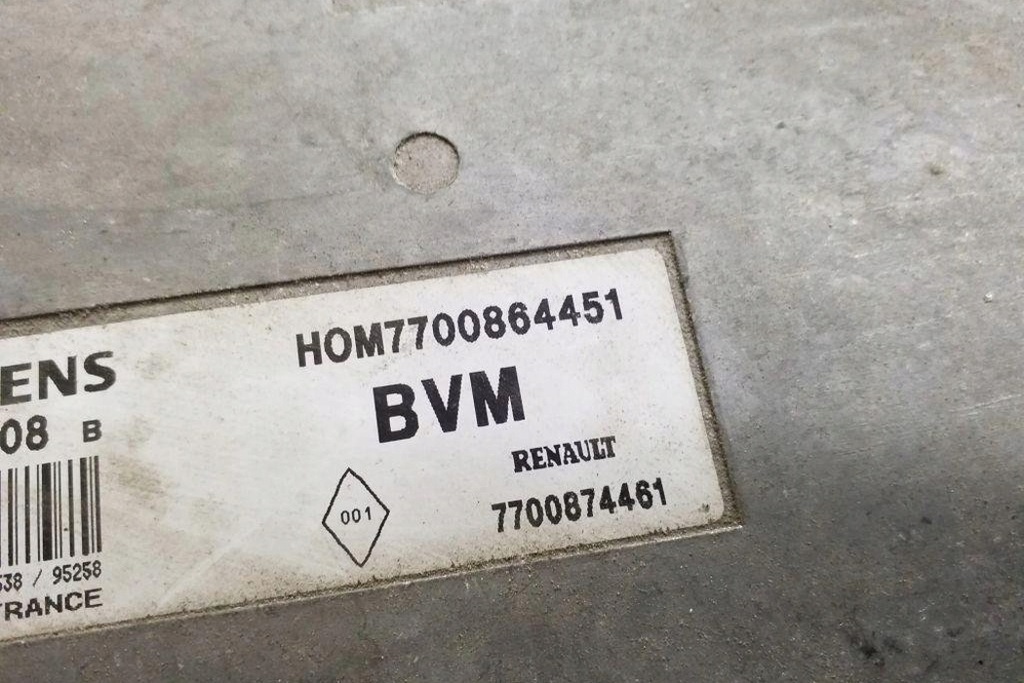 ENS
HOM7700864451
08 B
BVM
RENAULT
001
7700874461
538 / 95258
FRANCE